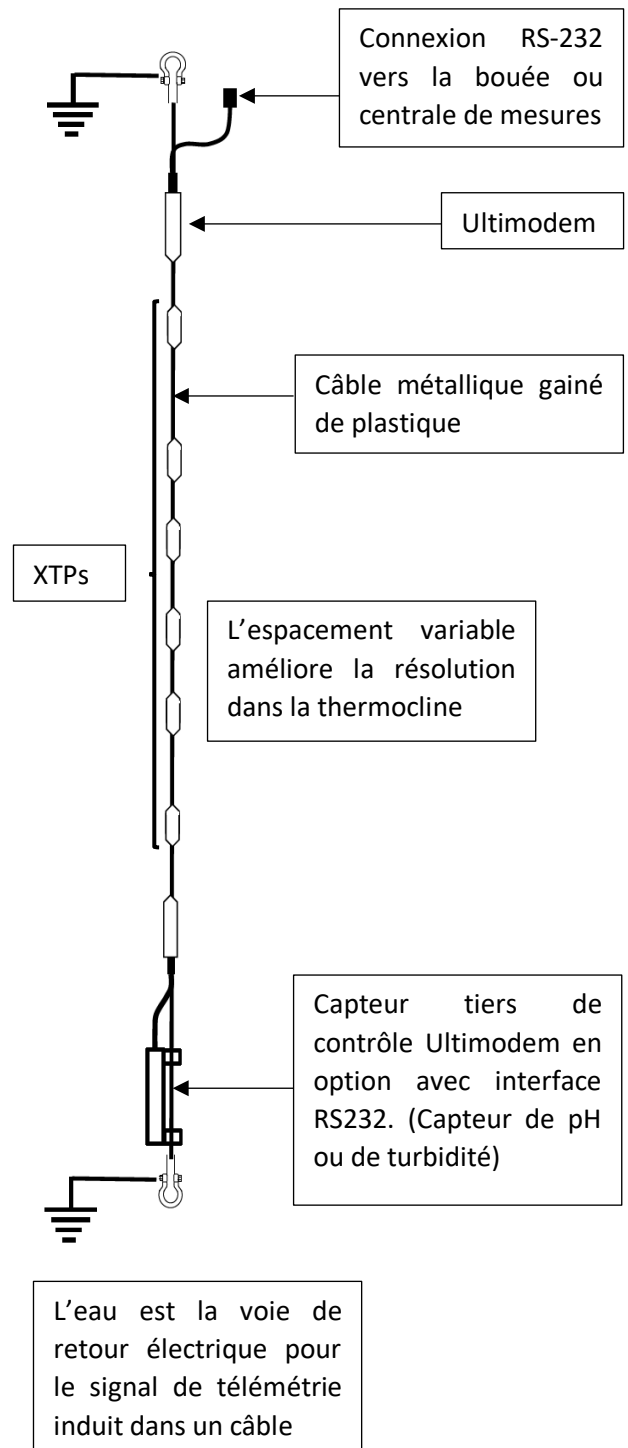 Connexion RS-232
vers la bouée ou
centrale de mesures
Ultimodem
Câble métallique gainé
de plastique
XTPs
L’espacement variable
améliore la résolution
dans la thermocline
Capteur tiers de
contrôle Ultimodem en
option avec interface
RS232. (Capteur de pH
ou de turbidité)
L’eau est la voie de
retour électrique pour
le signal de télémétrie
induit dans un câble